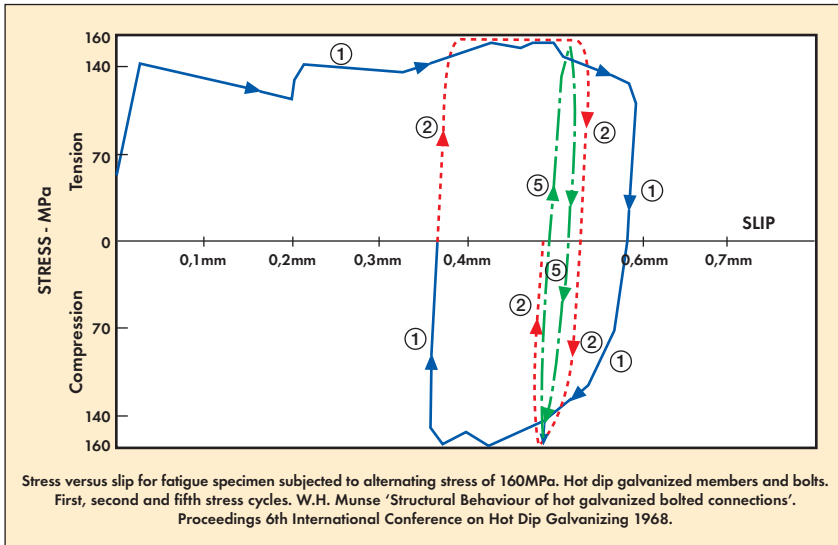 160
140
①
②
②
70
⑤
①
STRESS - MPa
Tension
SLIP
0
0,1mm
0,2mm
0,3mm
0,4mm
0,6mm
0,7mm
⑤
②
70
①
②
①
Compression
140
160
Stress versus slip for fatigue specimen subjected to alternating stress of 160MPa. Hot dip galvanized members and bolts.
First, second and fifth stress cycles. W.H. Munse ‘Structural Behaviour of hot galvanized bolted connections’.
Proceedings 6th International Conference on Hot Dip Galvanizing 1968.